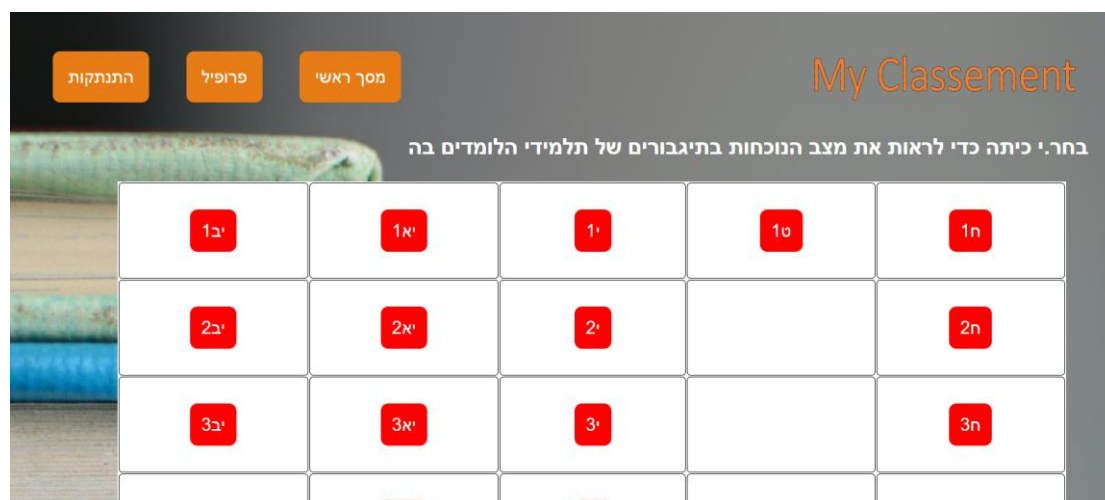 My Classement
מסך ראשי
פרופיל
התנתקות
בחר.י כיתה כדי לראות את מצב הנוכחות בתיגבורים של תלמידי הלומדים בה
ח1 ט1 י1 יא1 יב1
ח2 י2 יא2 יב2
ח3 י3 יא3 יב3